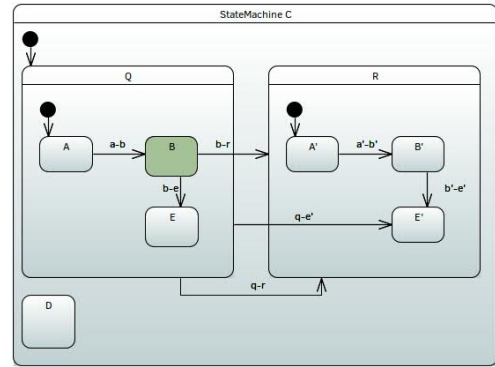 StateMachine C
Q
R
A
a-b
B
b-r
A'
a'-b'
B'
b-e
b'-e'
E
q-e'
E'
q-r
D